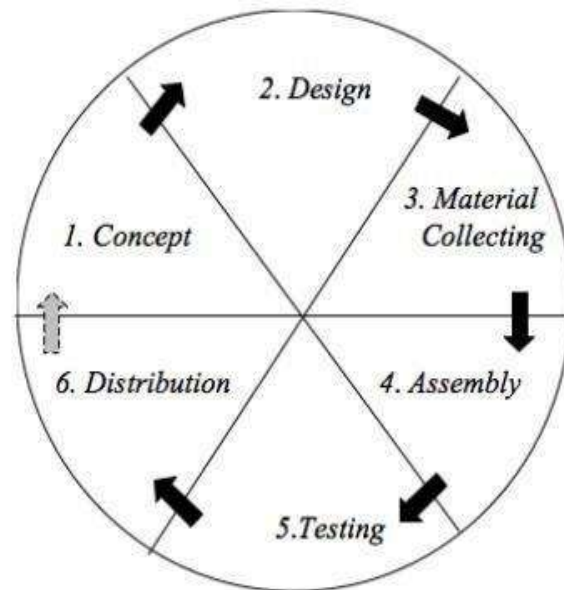 1. Concept
2. Design
3. Material
Collecting
4. Assembly
5.Testing
6. Distribution